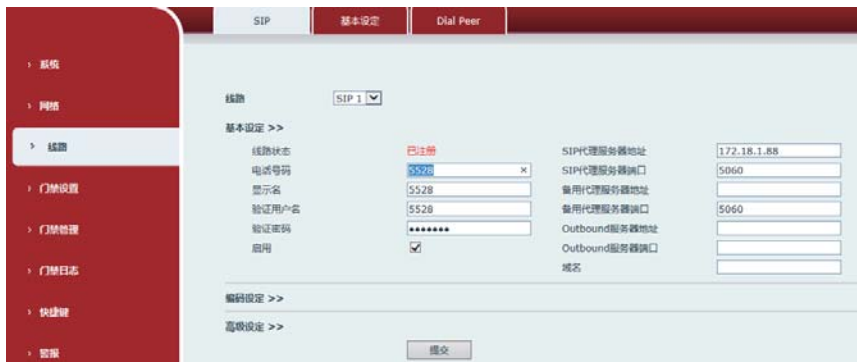 SIP 基本设定 Dial Peer
系统
网络
线路
门禁设置
门禁管理
门禁日志
快捷键
警报
线路 SIP 1
基本设定 >>
线路状态 已注册 SIP代理服务器地址 172.18.1.88
电话号码 5528 × SIP代理服务器端口 5060
显示名 5528 备用代理服务器地址
验证用户名 5528 备用代理服务器端口 5060
验证密码 ●●●●●●● Outbound服务器地址
启用 Outbound服务器端口
域名
编码设定 >>
高级设定 >>
提交